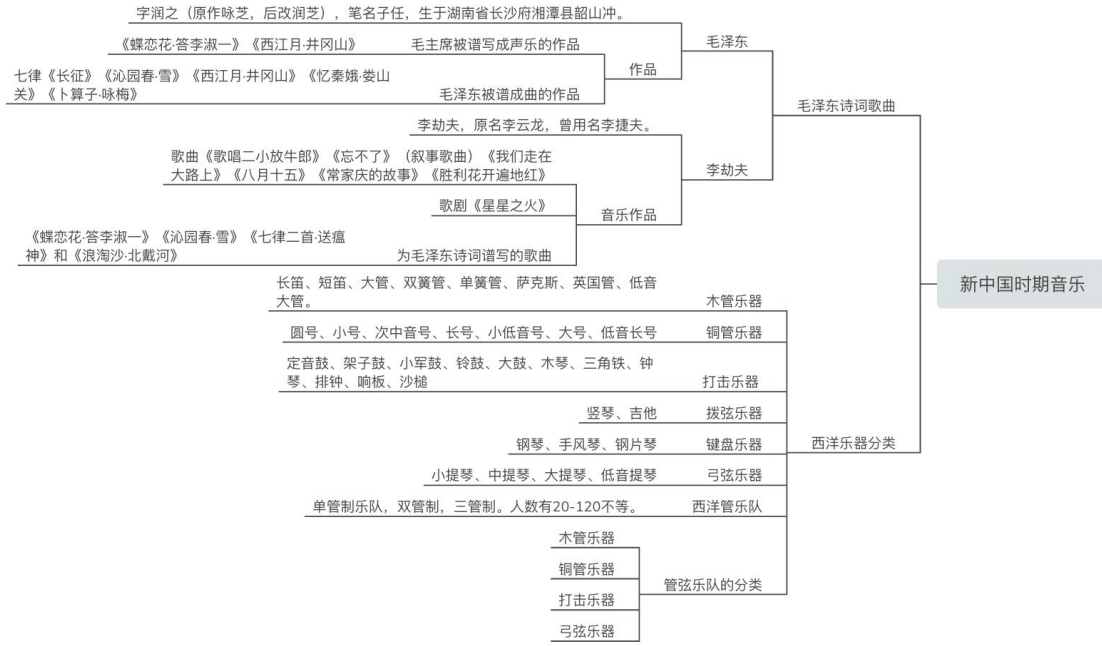 字润之（原作咏芝，后改润芝），笔名子任，生于湖南省长沙府湘潭县韶山冲。
毛泽东
《蝶恋花·答李淑一》《西江月·井冈山》
毛主席被谱写成声乐的作品
作品
七律《长征》《沁园春·雪》《西江月·井冈山》《忆秦娥·娄山
关》《卜算子·咏梅》
毛泽东被谱成曲的作品
毛泽东诗词歌曲
李劫夫，原名李云龙，曾用名李捷夫。
歌曲《歌唱二小放牛郎》《忘不了》（叙事歌曲）《我们走在
大路上》《八月十五》《常家庆的故事》《胜利花开遍地红》
李劫夫
歌剧《星星之火》
音乐作品
《蝶恋花·答李淑一》《沁园春·雪》《七律二首·送瘟
神》和《浪淘沙·北戴河》
为毛泽东诗词谱写的歌曲
新中国时期音乐
长笛、短笛、大管、双簧管、单簧管、萨克斯、英国管、低音
大管。
木管乐器
圆号、小号、次中音号、长号、小低音号、大号、低音长号
铜管乐器
定音鼓、架子鼓、小军鼓、铃鼓、大鼓、木琴、三角铁、钟
琴、排钟、响板、沙槌
打击乐器
竖琴、吉他
拨弦乐器
钢琴、手风琴、钢片琴
键盘乐器
西洋乐器分类
小提琴、中提琴、大提琴、低音提琴
弓弦乐器
单管制乐队，双管制，三管制。人数有20-120不等。
西洋管乐队
木管乐器
铜管乐器
管弦乐队的分类
打击乐器
弓弦乐器